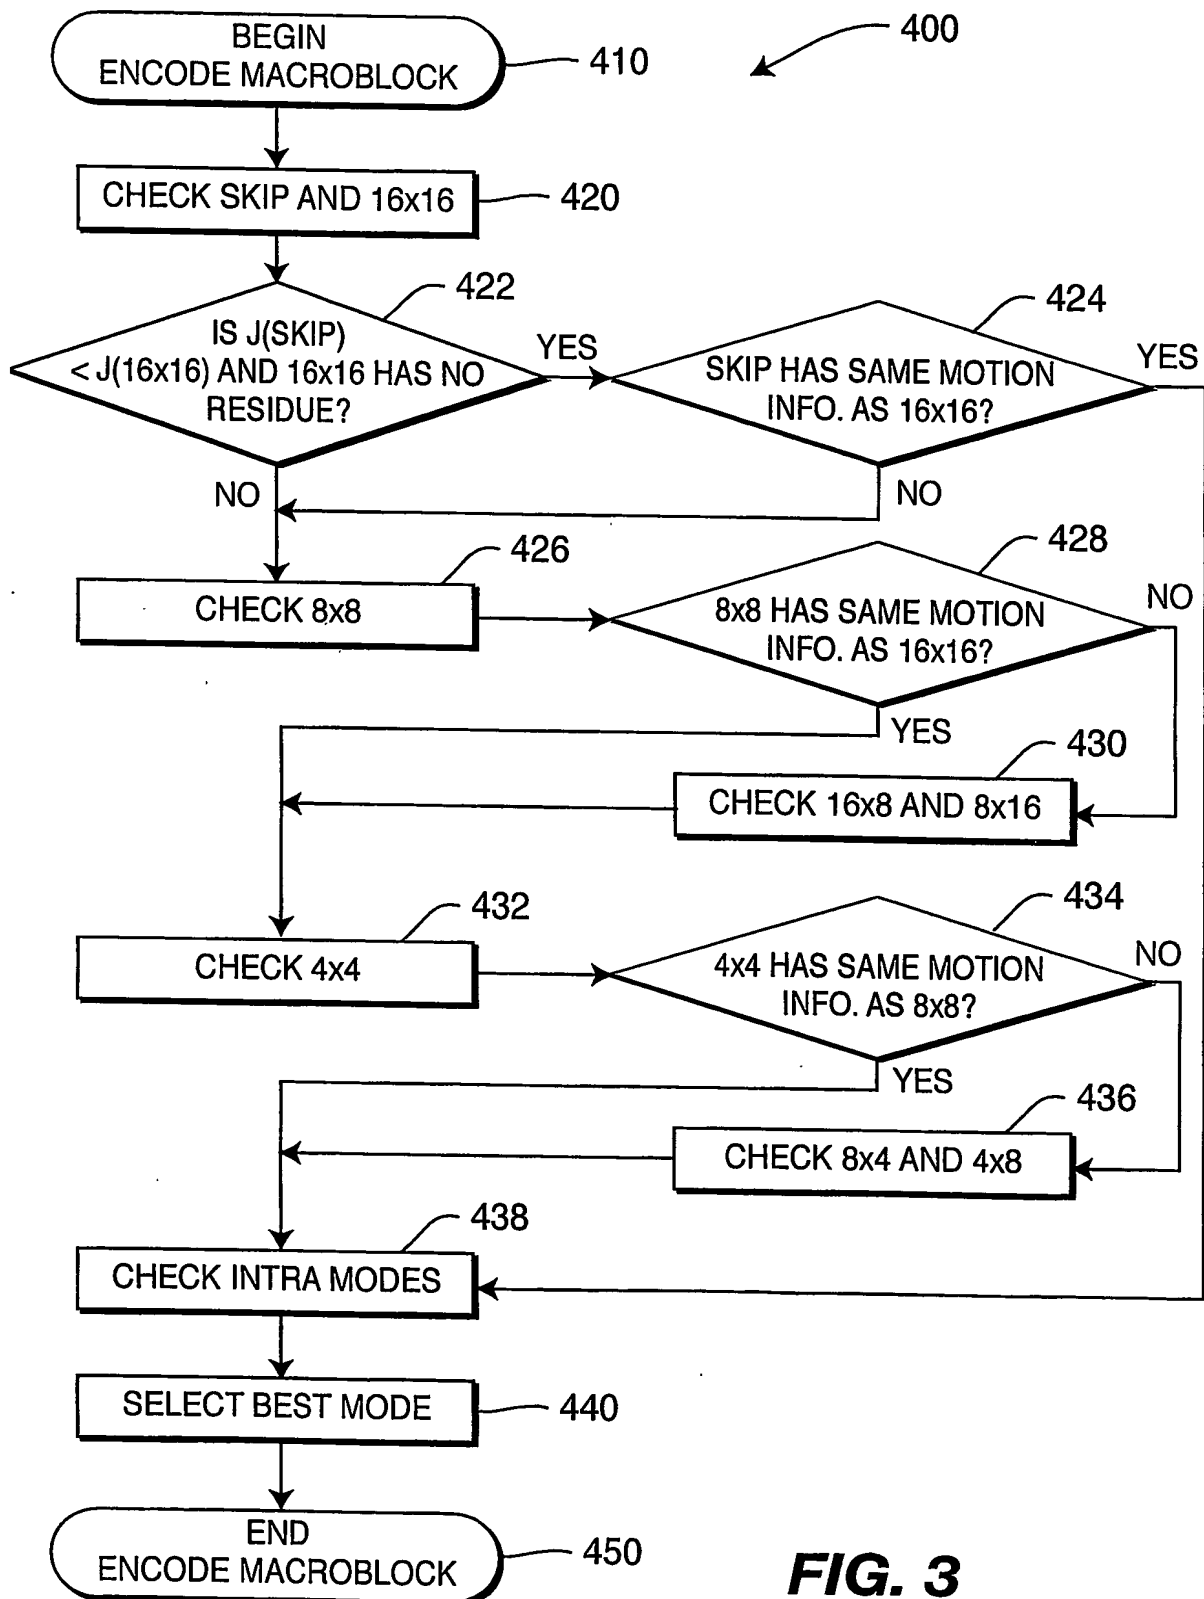 BEGIN
ENCODE MACROBLOCK
410
400
CHECK SKIP AND 16x16
420
422
IS J(SKIP)
< J(16x16) AND 16x16 HAS NO
RESIDUE?
YES
424
SKIP HAS SAME MOTION
INFO. AS 16x16?
YES
NO
NO
426
CHECK 8x8
428
8x8 HAS SAME MOTION
INFO. AS 16x16?
NO
YES
430
CHECK 16x8 AND 8x16
432
CHECK 4x4
434
4x4 HAS SAME MOTION
INFO. AS 8x8?
NO
YES
436
CHECK 8x4 AND 4x8
438
CHECK INTRA MODES
SELECT BEST MODE
440
END
ENCODE MACROBLOCK
450
FIG. 3